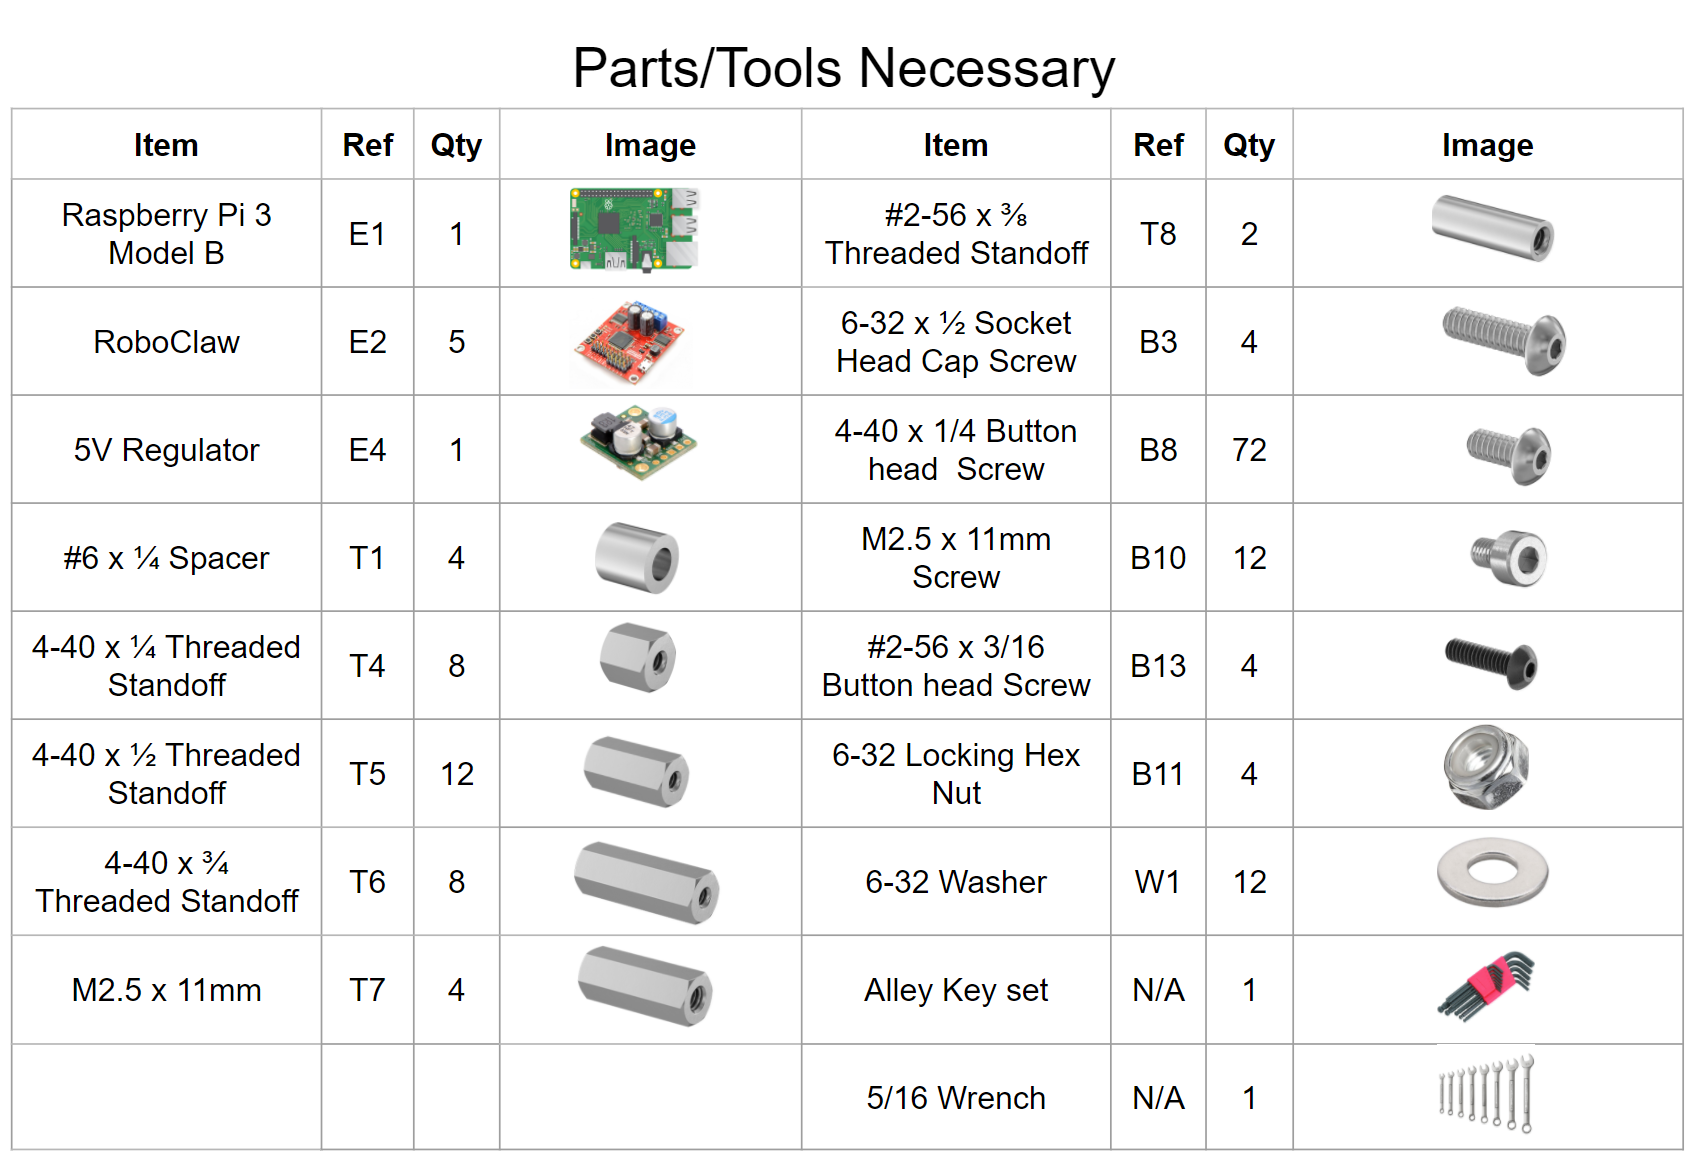 Parts/Tools Necessary
Item Ref Qty Image Item Ref Qty Image
Raspberry Pi 3 Model B E1 1 #2-56 x ⅜ Threaded Standoff T8 2
RoboClaw E2 5 6-32 x ½ Socket Head Cap Screw B3 4
5V Regulator E4 1 4-40 x 1/4 Button head Screw B8 72
#6 x ¼ Spacer T1 4 M2.5 x 11mm Screw B10 12
4-40 x ¼ Threaded Standoff T4 8 #2-56 x 3/16 Button head Screw B13 4
4-40 x ½ Threaded Standoff T5 12 6-32 Locking Hex Nut B11 4
4-40 x ¾ Threaded Standoff T6 8 6-32 Washer W1 12
M2.5 x 11mm T7 4 Alley Key set N/A 1
5/16 Wrench N/A 1